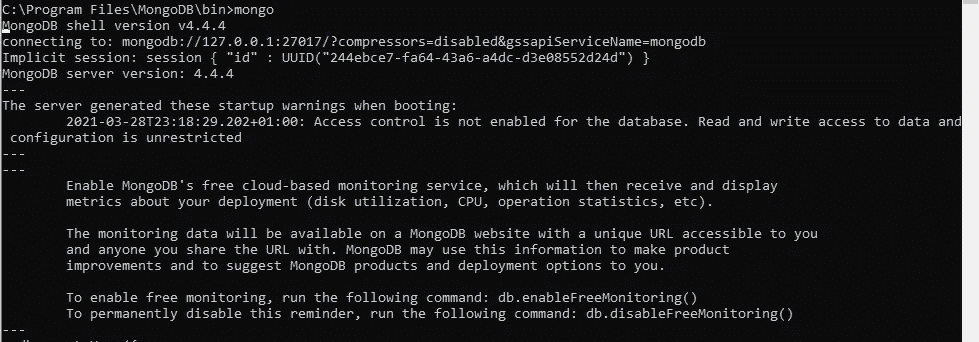 C:\Program Files\MongoDB\bin>mongo
MongoDB shell version v4.4.4
connecting to: mongodb://127.0.0.1:27017/?compressors=disabled&gssapiServiceName=mongodb
Implicit session: session { "id" : UUID("244ebce7-fa64-43a6-a4dc-d3e08552d24d") }
MongoDB server version: 4.4.4
---
The server generated these startup warnings when booting:
2021-03-28T23:18:29.202+01:00: Access control is not enabled for the database. Read and write access to data and
configuration is unrestricted
---
---
Enable MongoDB's free cloud-based monitoring service, which will then receive and display
metrics about your deployment (disk utilization, CPU, operation statistics, etc).
The monitoring data will be available on a MongoDB website with a unique URL accessible to you
and anyone you share the URL with. MongoDB may use this information to make product
improvements and to suggest MongoDB products and deployment options to you.
To enable free monitoring, run the following command: db.enableFreeMonitoring()
To permanently disable this reminder, run the following command: db.disableFreeMonitoring()
---